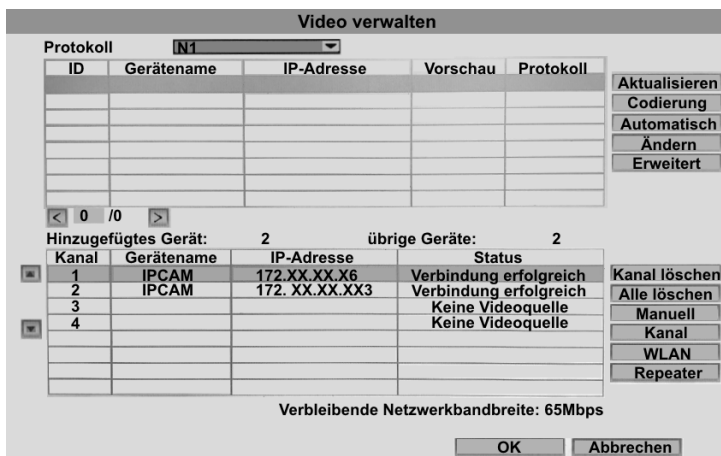 Video verwalten
Protokoll N1
ID Gerätename IP-Adresse Vorschau Protokoll
Aktualisieren
Codierung
Automatisch
Ändern
Erweitert
< 0 /0 >
Hinzugefügtes Gerät: 2 übrige Geräte: 2
Kanal Gerätename IP-Adresse Status
1 IPCAM 172.XX.XX.X6 Verbindung erfolgreich
2 IPCAM 172. XX.XX.XX3 Verbindung erfolgreich
3 Keine Videoquelle
4 Keine Videoquelle
Kanal löschen
Alle löschen
Manuell
Kanal
WLAN
Repeater
Verbleibende Netzwerkbandbreite: 65Mbps
OK Abbrechen